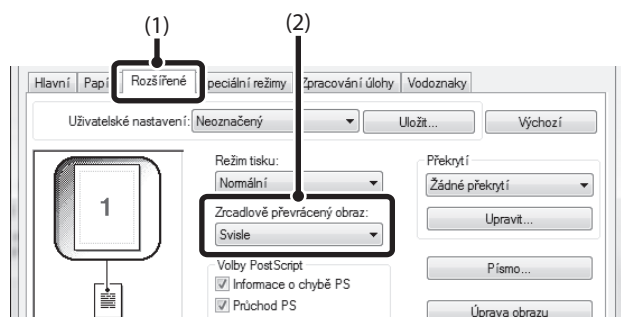 (1) (2)
Hlavní Papí Rozšířené peciální režimy Zpracování úlohy Vodoznaky
Uživatelské nastavení: Neoznačený Uložit... Výchozí
Režim tisku: Překrytí
Normální Žádné překrytí
1 Zrcadlově převrácený obraz: Upravit...
Svisle
Volby PostScript Písmo...
Informace o chybě PS
Průchod PS Úprava obrazu